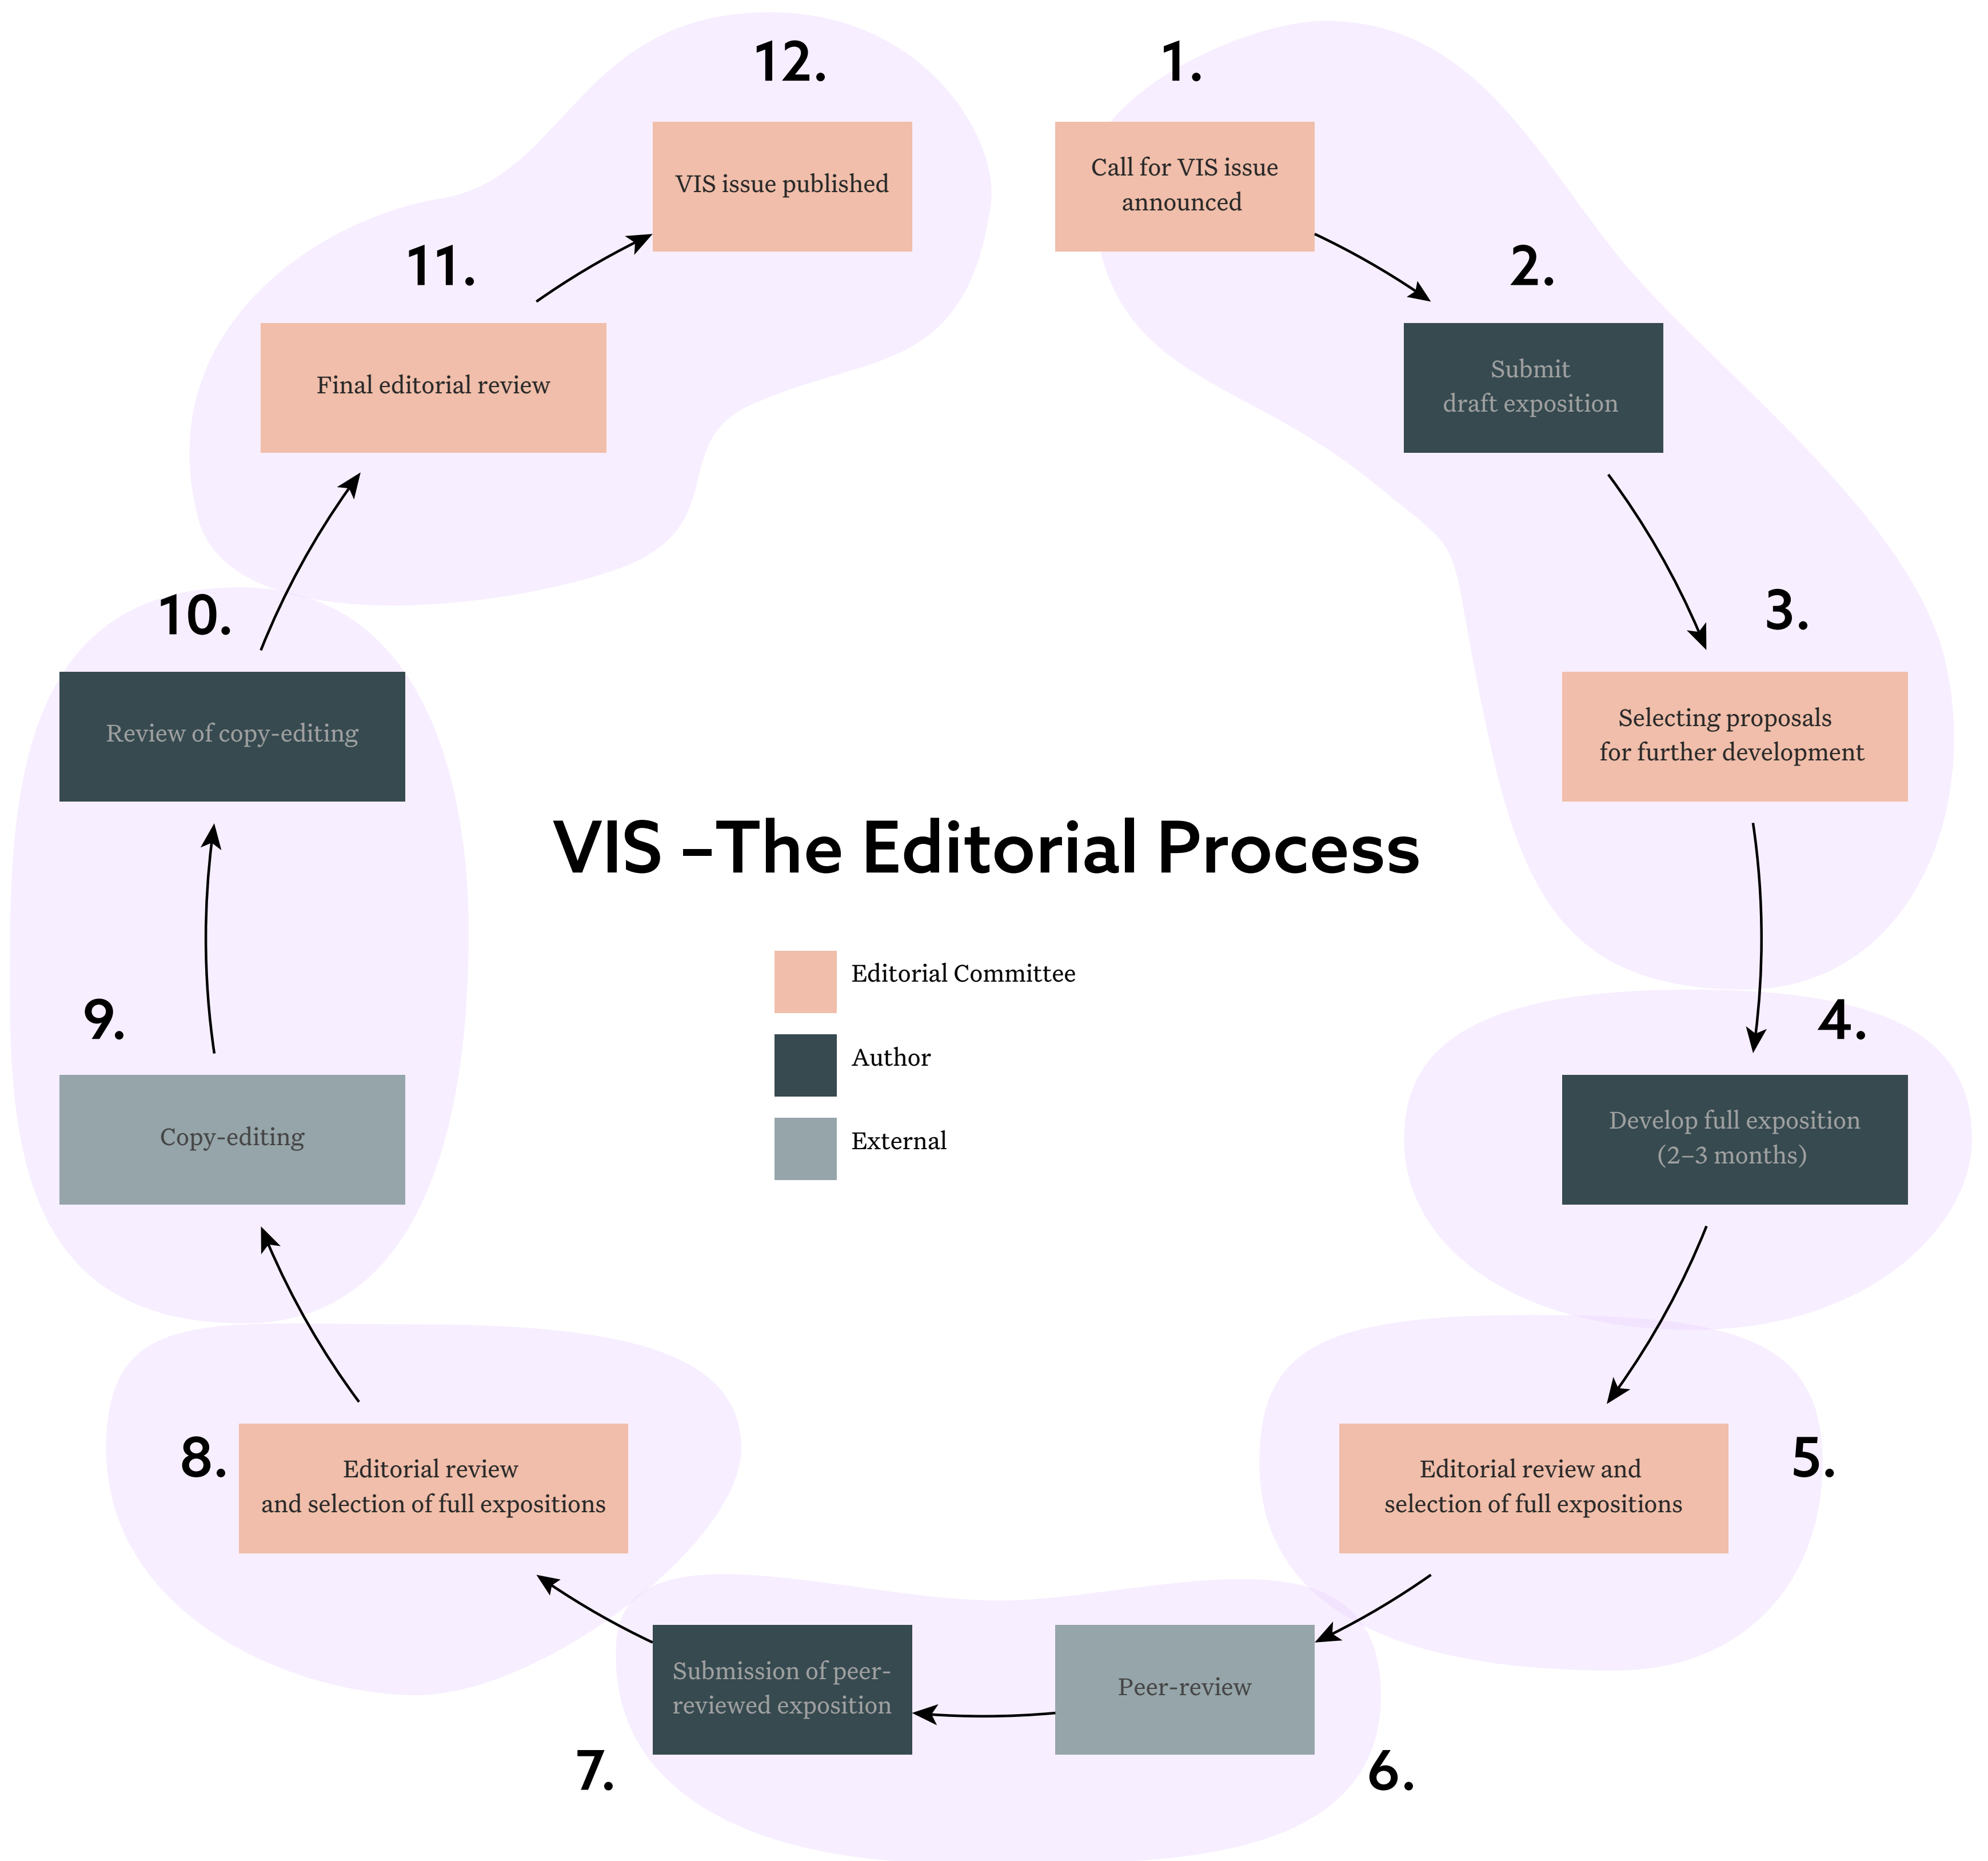 1.
Call for VIS issue
announced
2.
Submit
draft exposition
3.
Selecting proposals
for further development
4.
Develop full exposition
(2–3 months)
5.
Editorial review and
selection of full expositions
6.
Peer-review
7.
Submission of peer-
reviewed exposition
8.
Editorial review
and selection of full expositions
9.
Copy-editing
10.
Review of copy-editing
11.
Final editorial review
12.
VIS issue published
VIS –The Editorial Process
Editorial Committee
Author
External